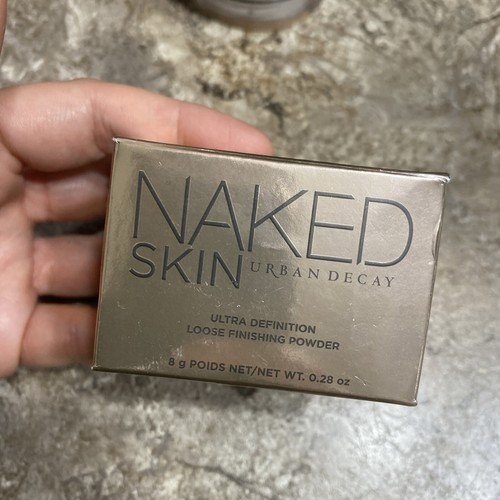 NAKED
SKIN URBAN DECAY
ULTRA DEFINITION
LOOSE FINISHING POWDER
8 g POIDS NET/NET WT. 0.28 oz